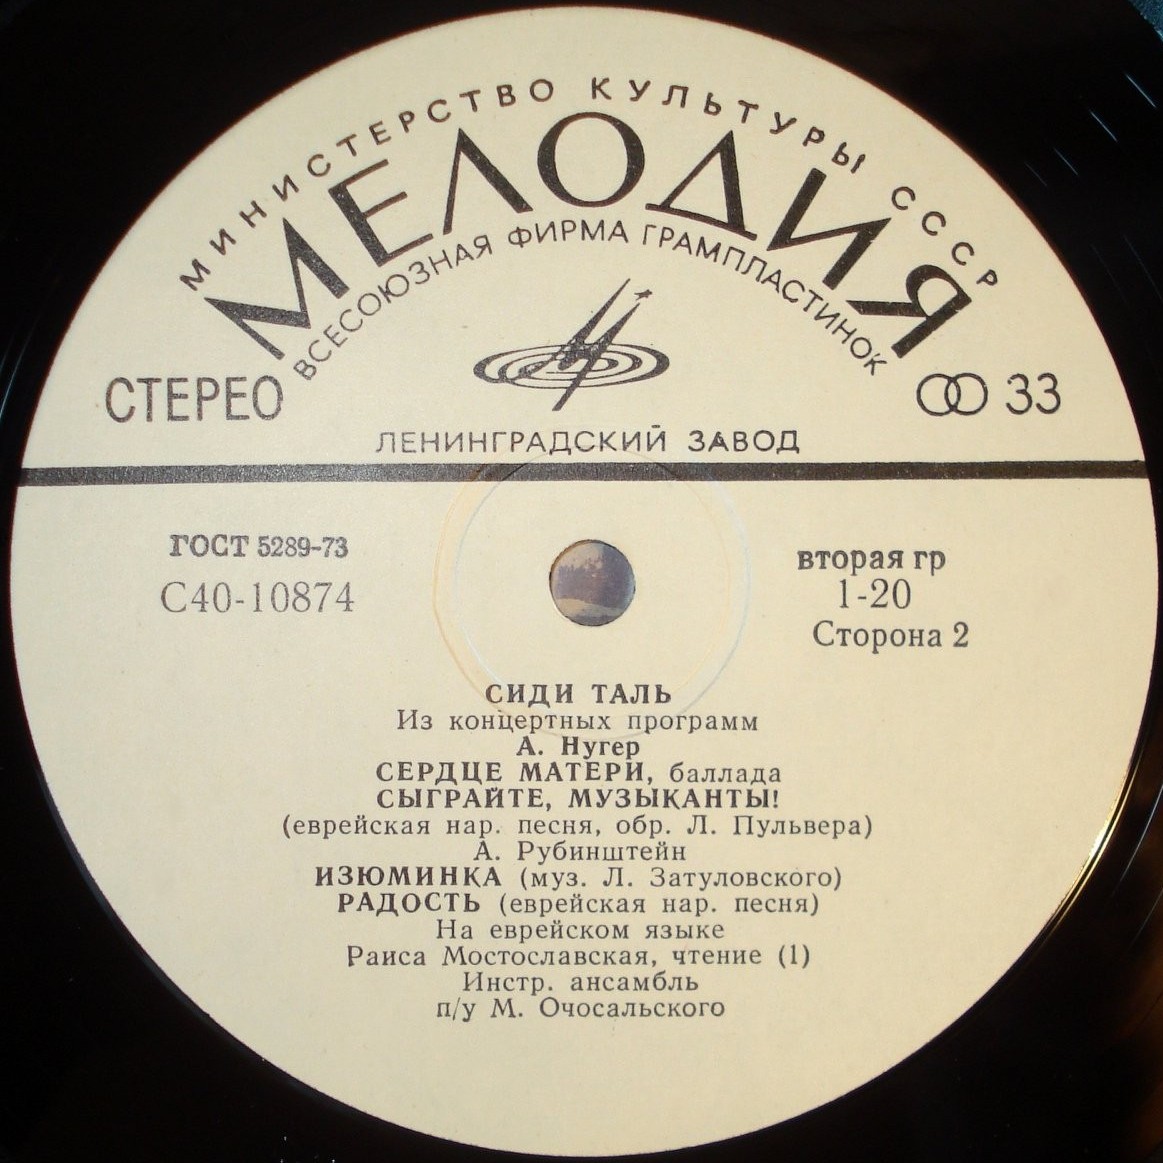 МИНИСТЕРСТВО КУЛЬТУРЫ СССР
МЕЛОДИЯ
ВСЕСОЮЗНАЯ ФИРМА ГРАМПЛАСТИНОК
СТЕРЕО
33
ЛЕНИНГРАДСКИЙ ЗАВОД
ГОСТ 5289-73
С40-10874
вторая гр
1-20
Сторона 2
СИДИ ТАЛЬ
Из концертных программ
А. Нугер
СЕРДЦЕ МАТЕРИ, баллада
СЫГРАЙТЕ, МУЗЫКАНТЫ!
(еврейская нар. песня, обр. Л. Пульвера)
А. Рубинштейн
ИЗЮМИНКА (муз. Л. Затуловского)
РАДОСТЬ (еврейская нар. песня)
На еврейском языке
Раиса Мостославская, чтение (1)
Инстр. ансамбль
п/у М. Очосальского